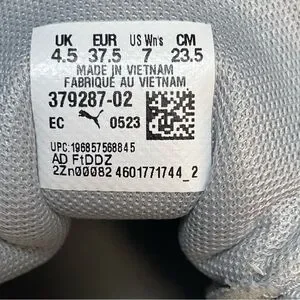 UK EUR US Wn's CM
4.5 37.5 7 23.5
MADE IN VIETNAM
FABRIQUÉ AU VIETNAM
379287-02
EC 0523
UPC:196857568845
AD FtDDZ
2Zn00082 4601771744_2